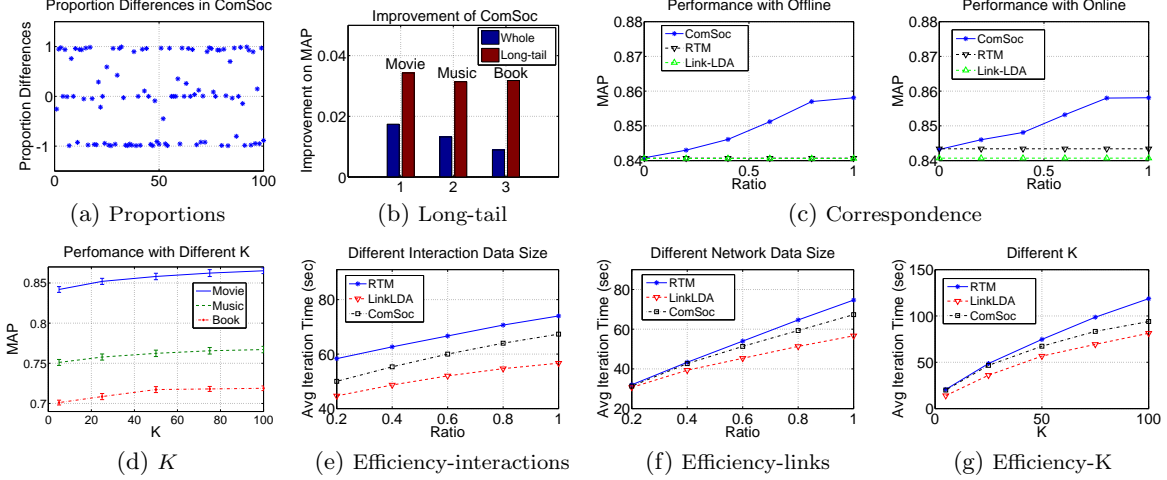 Proportion Differences in ComSoc
Proportion Differences
1
0
-1
0
50
100
(a) Proportions
Improvement of ComSoc
Improvement on MAP
0.04
0.02
0
Whole
Long-tail
Movie
Music
Book
1
2
3
(b) Long-tail
Performance with Offline
MAP
0.88
0.87
0.86
0.85
0.84
ComSoc
RTM
Link-LDA
0
0.5
1
Ratio
Performance with Online
MAP
0.88
0.87
0.86
0.85
0.84
ComSoc
RTM
Link-LDA
0
0.5
1
Ratio
(c) Correspondence
Perfomance with Different K
MAP
0.85
0.8
0.75
0.7
Movie
Music
Book
0
20
40
60
80
100
K
(d) K
Different Interaction Data Size
Avg Iteration Time (sec)
80
60
40
RTM
LinkLDA
ComSoc
0.2
0.4
0.6
0.8
1
Ratio
(e) Efficiency-interactions
Different Network Data Size
Avg Iteration Time (sec)
100
80
60
40
20
RTM
LinkLDA
ComSoc
0.2
0.4
0.6
0.8
1
Ratio
(f) Efficiency-links
Different K
Avg Iteration Time (sec)
150
100
50
0
RTM
LinkLDA
ComSoc
0
50
100
K
(g) Efficiency-K